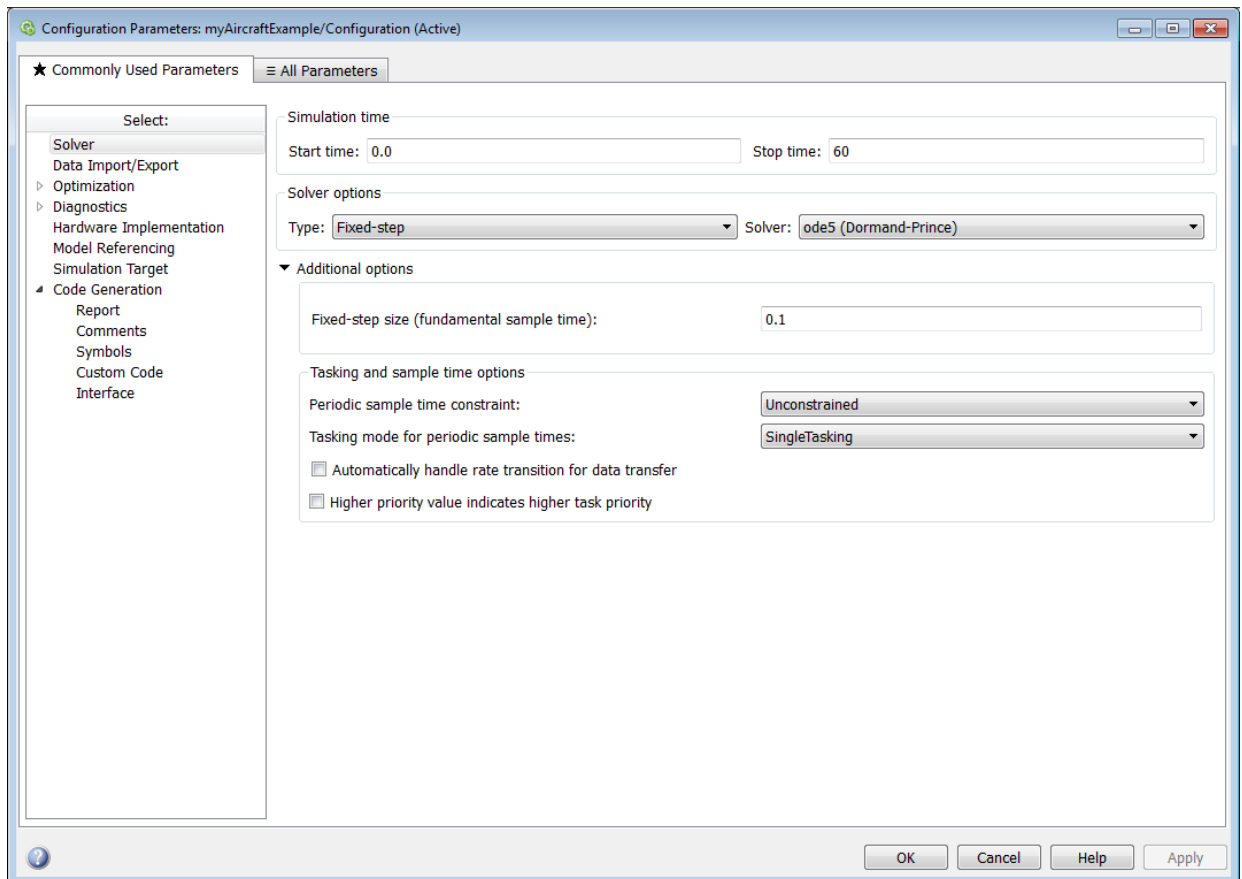 Configuration Parameters: myAircraftExample/Configuration (Active)
★ Commonly Used Parameters
≡ All Parameters
Select:
Solver
Data Import/Export
Optimization
Diagnostics
Hardware Implementation
Model Referencing
Simulation Target
Code Generation
Report
Comments
Symbols
Custom Code
Interface
Simulation time
Start time: 0.0 Stop time: 60
Solver options
Type: Fixed-step Solver: ode5 (Dormand-Prince)
Additional options
Fixed-step size (fundamental sample time): 0.1
Tasking and sample time options
Periodic sample time constraint: Unconstrained
Tasking mode for periodic sample times: SingleTasking
Automatically handle rate transition for data transfer
Higher priority value indicates higher task priority
? OK Cancel Help Apply